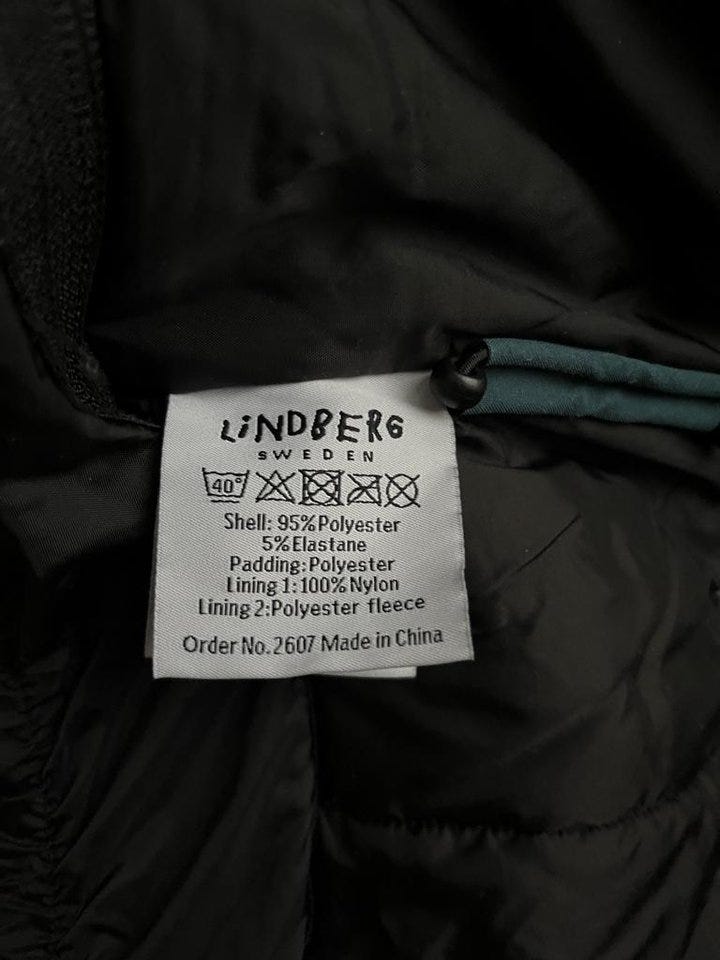 LiNDBERG
SWEDEN
40°
Shell: 95%Polyester
5%Elastane
Padding:Polyester
Lining 1:100%Nylon
Lining 2:Polyester fleece
Order No.2607 Made in China